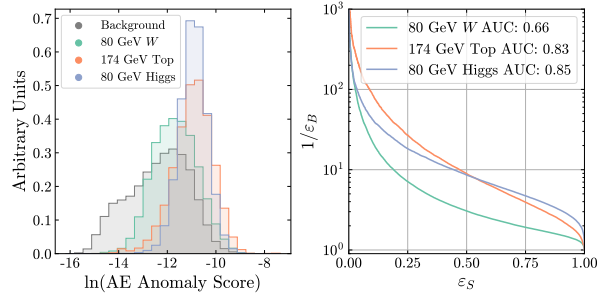 Background
80 GeV W
174 GeV Top
80 GeV Higgs
0.7
0.6
0.5
0.4
0.3
0.2
0.1
0.0
Arbitrary Units
-16 -14 -12 -10 -8
ln(AE Anomaly Score)
80 GeV W AUC: 0.66
174 GeV Top AUC: 0.83
80 GeV Higgs AUC: 0.85
10³
10²
10¹
10⁰
1/εB
0.00 0.25 0.50 0.75 1.00
εS